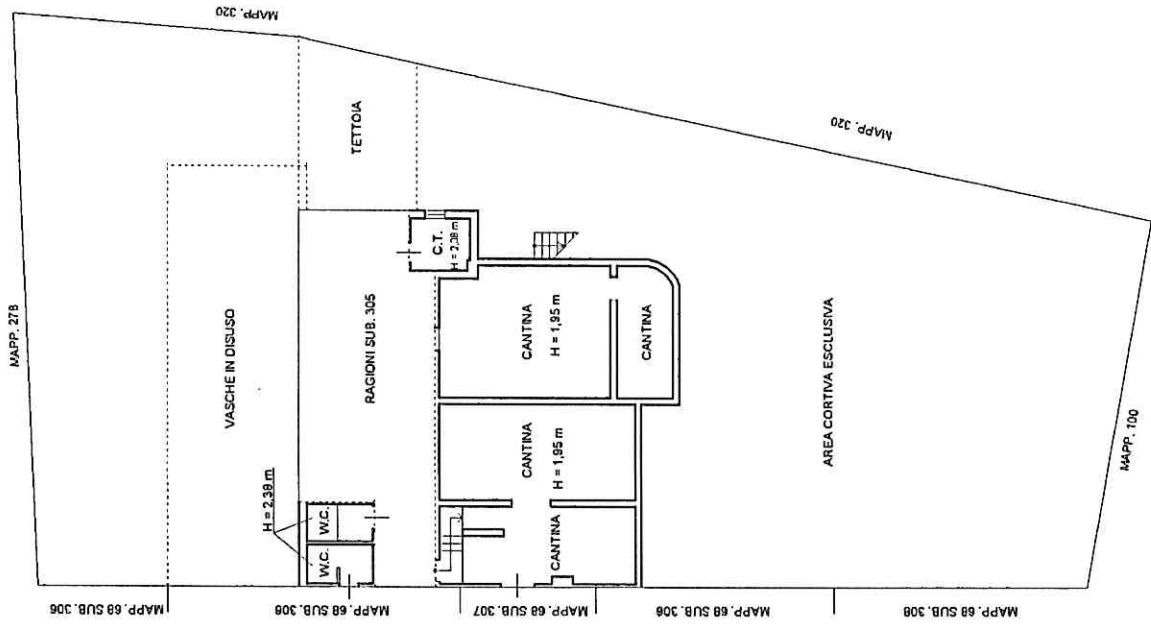 MAPP. 320
MAPP. 278
TETTOIA
VASCHE IN DISUSO
RAGIONI SUB. 305
C.T.
H = 2,38 m
CANTINA
H = 1,95 m
CANTINA
MAPP. 320
AREA CORTIVA ESCLUSIVA
MAPP. 100
H = 2,38 m
W.C.
W.C.
CANTINA
H = 1,95 m
CANTINA
MAPP. 68 SUB. 306
MAPP. 68 SUB. 308
MAPP. 68 SUB. 307
MAPP. 68 SUB. 306
MAPP. 68 SUB. 308